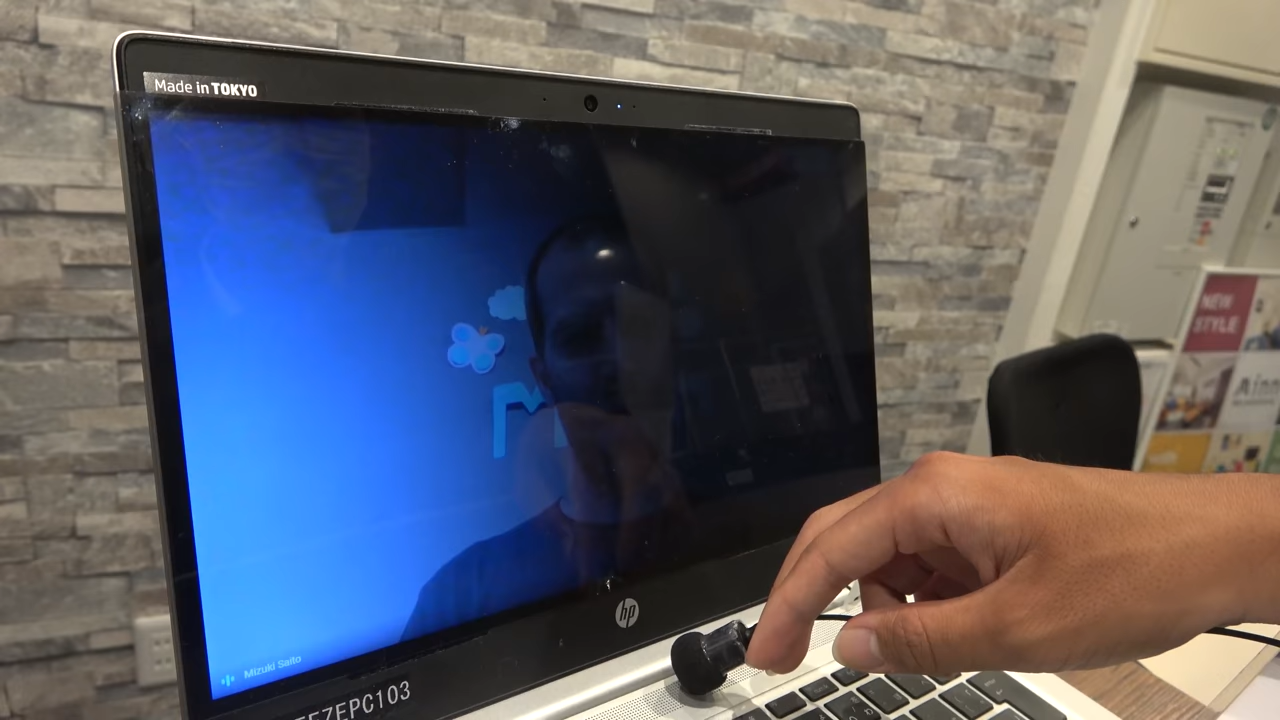 Made in TOKYO
M
hp
Mizuki Saito
EZEPC103
NEW
STYLE